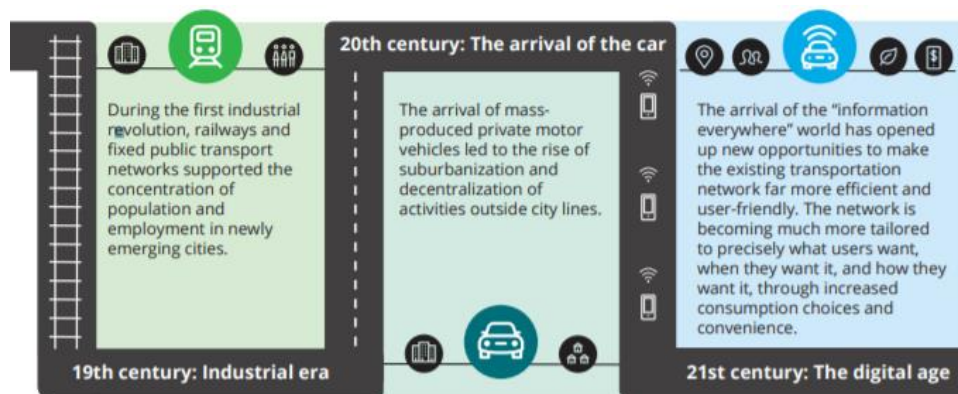 During the first industrial
revolution, railways and
fixed public transport
networks supported the
concentration of
population and
employment in newly
emerging cities.
19th century: Industrial era
20th century: The arrival of the car
The arrival of mass-
produced private motor
vehicles led to the rise of
suburbanization and
decentralization of
activities outside city lines.
$
The arrival of the “information
everywhere” world has opened
up new opportunities to make
the existing transportation
network far more efficient and
user-friendly. The network is
becoming much more tailored
to precisely what users want,
when they want it, and how they
want it, through increased
consumption choices and
convenience.
21st century: The digital age